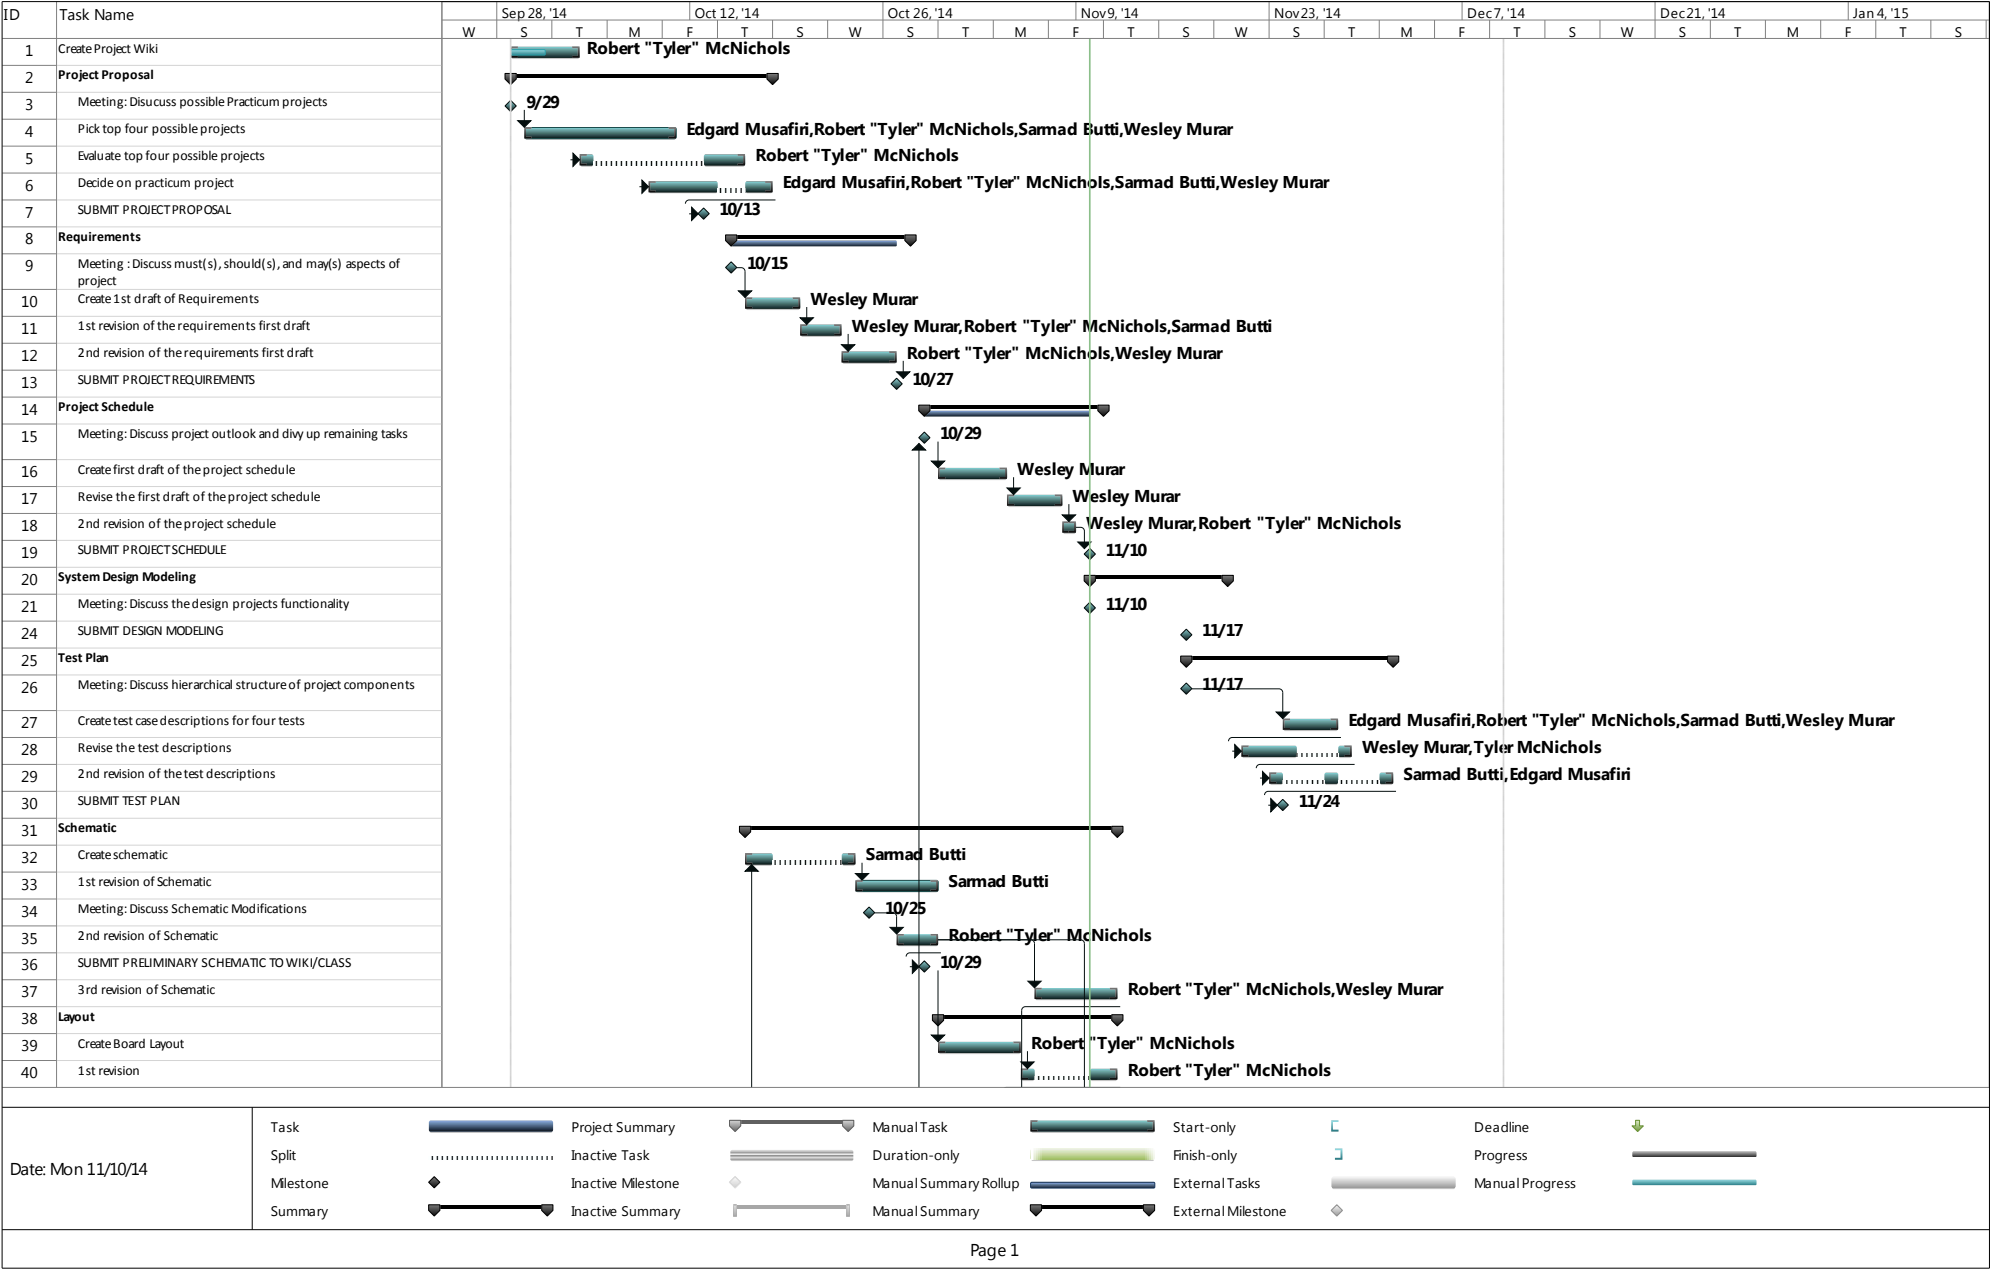 ID Task Name Sep 28, '14 Oct 12, '14 Oct 26, '14 Nov 9, '14 Nov 23, '14 Dec 7, '14 Dec 21, '14 Jan 4, '15
W S T M F T W S T M F T S W S T M F T S W S T M F T S
1 Create Project Wiki Robert "Tyler" McNichols
2 Project Proposal
3 Meeting: Disucuss possible Practicum projects 9/29
4 Pick top four possible projects Edgard Musafiri,Robert "Tyler" McNichols,Sarmad Butti,Wesley Murar
5 Evaluate top four possible projects Robert "Tyler" McNichols
6 Decide on practicum project Edgard Musafiri,Robert "Tyler" McNichols,Sarmad Butti,Wesley Murar
7 SUBMIT PROJECT PROPOSAL 10/13
8 Requirements
9 Meeting : Discuss must(s), should(s), and may(s) aspects of 10/15
project
10 Create 1st draft of Requirements Wesley Murar
11 1st revision of the requirements first draft Wesley Murar,Robert "Tyler" McNichols,Sarmad Butti
12 2nd revision of the requirements first draft Robert "Tyler" McNichols,Wesley Murar
13 SUBMIT PROJECT REQUIREMENTS 10/27
14 Project Schedule
15 Meeting: Discuss project outlook and divy up remaining tasks 10/29
16 Create first draft of the project schedule Wesley Murar
17 Revise the first draft of the project schedule Wesley Murar
18 2nd revision of the project schedule Wesley Murar,Robert "Tyler" McNichols
19 SUBMIT PROJECT SCHEDULE 11/10
20 System Design Modeling
21 Meeting: Discuss the design projects functionality 11/10
24 SUBMIT DESIGN MODELING 11/17
25 Test Plan
26 Meeting: Discuss hierarchical structure of project components 11/17
27 Create test case descriptions for four tests Edgard Musafiri,Robert "Tyler" McNichols,Sarmad Butti,Wesley Murar
28 Revise the test descriptions Wesley Murar,Tyler McNichols
29 2nd revision of the test descriptions Sarmad Butti,Edgard Musafiri
30 SUBMIT TEST PLAN 11/24
31 Schematic
32 Create schematic Sarmad Butti
33 1st revision of Schematic Sarmad Butti
34 Meeting: Discuss Schematic Modifications 10/25
35 2nd revision of Schematic Robert "Tyler" McNichols
36 SUBMIT PRELIMINARY SCHEMATIC TO WIKI/CLASS 10/29
37 3rd revision of Schematic Robert "Tyler" McNichols,Wesley Murar
38 Layout
39 Create Board Layout Robert "Tyler" McNichols
40 1st revision Robert "Tyler" McNichols
Date: Mon 11/10/14
Task Project Summary Manual Task Start-only Deadline
Split Inactive Task Duration-only Finish-only Progress
Milestone Inactive Milestone Manual Summary Rollup External Tasks Manual Progress
Summary Inactive Summary Manual Summary External Milestone
Page 1